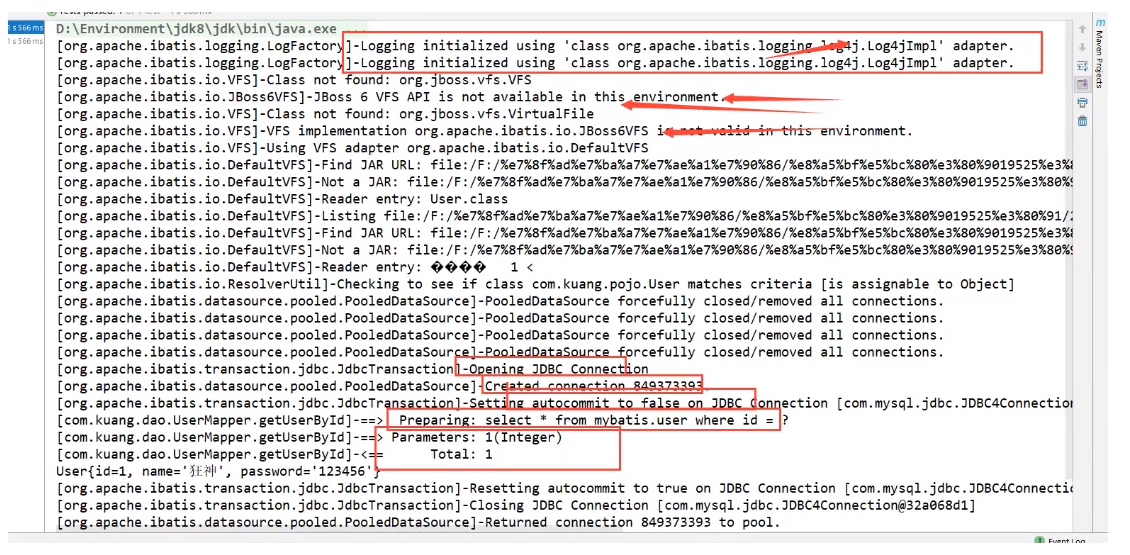 Tests passed: 1 of 1 test - 1 s 566 ms
1 s 566 ms
1 s 566 ms
D:\Environment\jdk8\jdk\bin\java.exe ...
[org.apache.ibatis.logging.LogFactory]-Logging initialized using 'class org.apache.ibatis.logging.log4j.Log4jImpl' adapter.
[org.apache.ibatis.logging.LogFactory]-Logging initialized using 'class org.apache.ibatis.logging.log4j.Log4jImpl' adapter.
[org.apache.ibatis.io.VFS]-Class not found: org.jboss.vfs.VFS
[org.apache.ibatis.io.JBoss6VFS]-JBoss 6 VFS API is not available in this environment.
[org.apache.ibatis.io.VFS]-Class not found: org.jboss.vfs.VirtualFile
[org.apache.ibatis.io.VFS]-VFS implementation org.apache.ibatis.io.JBoss6VFS is not valid in this environment.
[org.apache.ibatis.io.VFS]-Using VFS adapter org.apache.ibatis.io.DefaultVFS
[org.apache.ibatis.io.DefaultVFS]-Find JAR URL: file:/F:/%e7%8f%ad%e7%ba%a7%e7%ae%a1%e7%90%86/%e8%a5%bf%e5%bc%80%e3%80%9019525%e3%8
[org.apache.ibatis.io.DefaultVFS]-Not a JAR: file:/F:/%e7%8f%ad%e7%ba%a7%e7%ae%a1%e7%90%86/%e8%a5%bf%e5%bc%80%e3%80%9019525%e3%80%9
[org.apache.ibatis.io.DefaultVFS]-Reader entry: User.class
[org.apache.ibatis.io.DefaultVFS]-Listing file:/F:/%e7%8f%ad%e7%ba%a7%e7%ae%a1%e7%90%86/%e8%a5%bf%e5%bc%80%e3%80%9019525%e3%80%91/2
[org.apache.ibatis.io.DefaultVFS]-Find JAR URL: file:/F:/%e7%8f%ad%e7%ba%a7%e7%ae%a1%e7%90%86/%e8%a5%bf%e5%bc%80%e3%80%9019525%e3%8
[org.apache.ibatis.io.DefaultVFS]-Not a JAR: file:/F:/%e7%8f%ad%e7%ba%a7%e7%ae%a1%e7%90%86/%e8%a5%bf%e5%bc%80%e3%80%9019525%e3%80%9
[org.apache.ibatis.io.DefaultVFS]-Reader entry: ���� 1 <
[org.apache.ibatis.io.ResolverUtil]-Checking to see if class com.kuang.pojo.User matches criteria [is assignable to Object]
[org.apache.ibatis.datasource.pooled.PooledDataSource]-PooledDataSource forcefully closed/removed all connections.
[org.apache.ibatis.datasource.pooled.PooledDataSource]-PooledDataSource forcefully closed/removed all connections.
[org.apache.ibatis.datasource.pooled.PooledDataSource]-PooledDataSource forcefully closed/removed all connections.
[org.apache.ibatis.datasource.pooled.PooledDataSource]-PooledDataSource forcefully closed/removed all connections.
[org.apache.ibatis.transaction.jdbc.JdbcTransaction]-Opening JDBC Connection
[org.apache.ibatis.datasource.pooled.PooledDataSource]-Created connection 849373393.
[org.apache.ibatis.transaction.jdbc.JdbcTransaction]-Setting autocommit to false on JDBC Connection [com.mysql.jdbc.JDBC4Connection
[com.kuang.dao.UserMapper.getUserById]-==> Preparing: select * from mybatis.user where id = ?
[com.kuang.dao.UserMapper.getUserById]-==> Parameters: 1(Integer)
[com.kuang.dao.UserMapper.getUserById]-<== Total: 1
User{id=1, name='狂神', password='123456'}
[org.apache.ibatis.transaction.jdbc.JdbcTransaction]-Resetting autocommit to true on JDBC Connection [com.mysql.jdbc.JDBC4Connectio
[org.apache.ibatis.transaction.jdbc.JdbcTransaction]-Closing JDBC Connection [com.mysql.jdbc.JDBC4Connection@32a068d1]
[org.apache.ibatis.datasource.pooled.PooledDataSource]-Returned connection 849373393 to pool.
m Maven Projects
1 Event Log